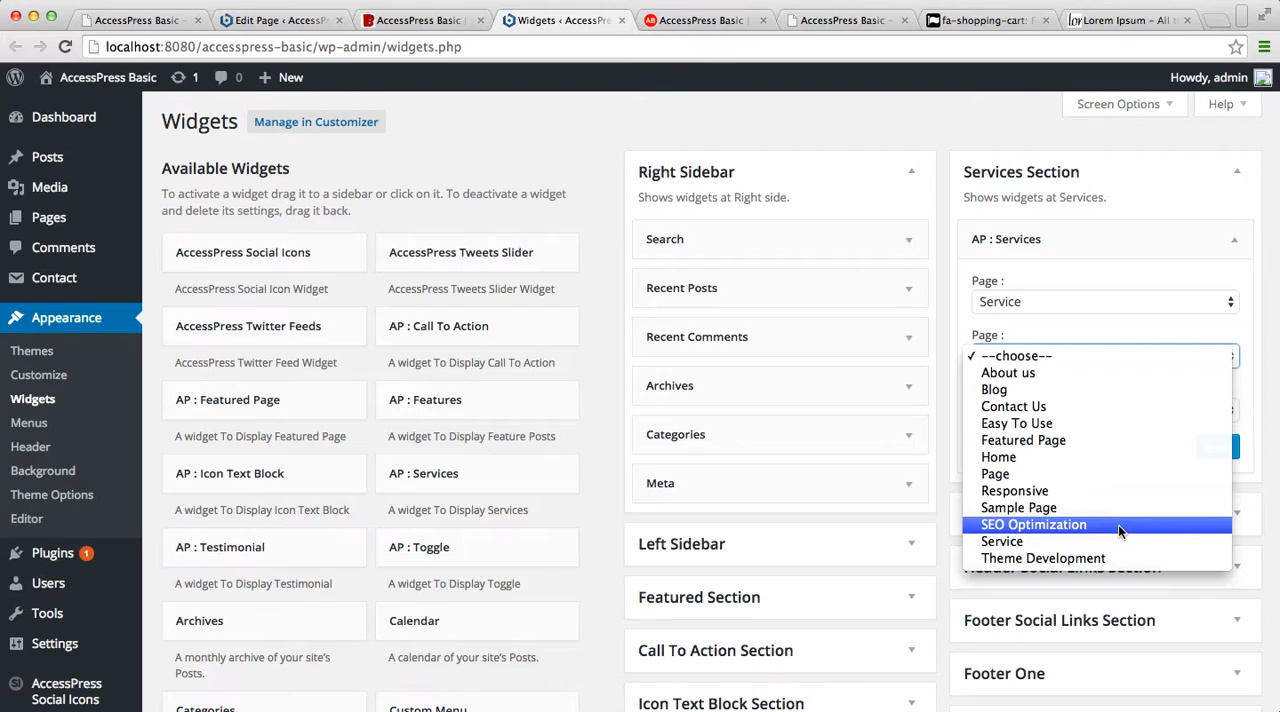 AccessPress Basic –
Edit Page ‹ AccessP
AccessPress Basic |
Widgets ‹ AccessPre
AccessPress Basic |
AccessPress Basic –
fa-shopping-cart: F
Lorem Ipsum – All t
localhost:8080/accesspress-basic/wp-admin/widgets.php
AccessPress Basic
1
0
New
Howdy, admin
Dashboard
Posts
Media
Pages
Comments
Contact
Appearance
Themes
Customize
Widgets
Menus
Header
Background
Theme Options
Editor
Plugins 1
Users
Tools
Settings
AccessPress
Social Icons
Screen Options
Help
Widgets
Manage in Customizer
Available Widgets
To activate a widget drag it to a sidebar or click on it. To deactivate a widget
and delete its settings, drag it back.
AccessPress Social Icons
AccessPress Tweets Slider
AccessPress Social Icon Widget
AccessPress Tweets Slider Widget
AccessPress Twitter Feeds
AP : Call To Action
AccessPress Twitter Feed Widget
A widget To Display Call To Action
AP : Featured Page
AP : Features
A widget To Display Featured Page
A widget To Display Feature Posts
AP : Icon Text Block
AP : Services
A widget To Display Icon Text Block
A widget To Display Services
AP : Testimonial
AP : Toggle
A widget To Display Testimonial
A widget To Display Toggle
Archives
Calendar
A monthly archive of your site's
Posts.
A calendar of your site's Posts.
Categories
Custom Menu
Right Sidebar
Shows widgets at Right side.
Search
Recent Posts
Recent Comments
Archives
Categories
Meta
Left Sidebar
Featured Section
Call To Action Section
Icon Text Block Section
Services Section
Shows widgets at Services.
AP : Services
Page :
Service
Page :
✓ --choose--
About us
Blog
Contact Us
Easy To Use
Featured Page
Home
Page
Responsive
Sample Page
SEO Optimization
Service
Theme Development
Header Social Links Section
Footer Social Links Section
Footer One